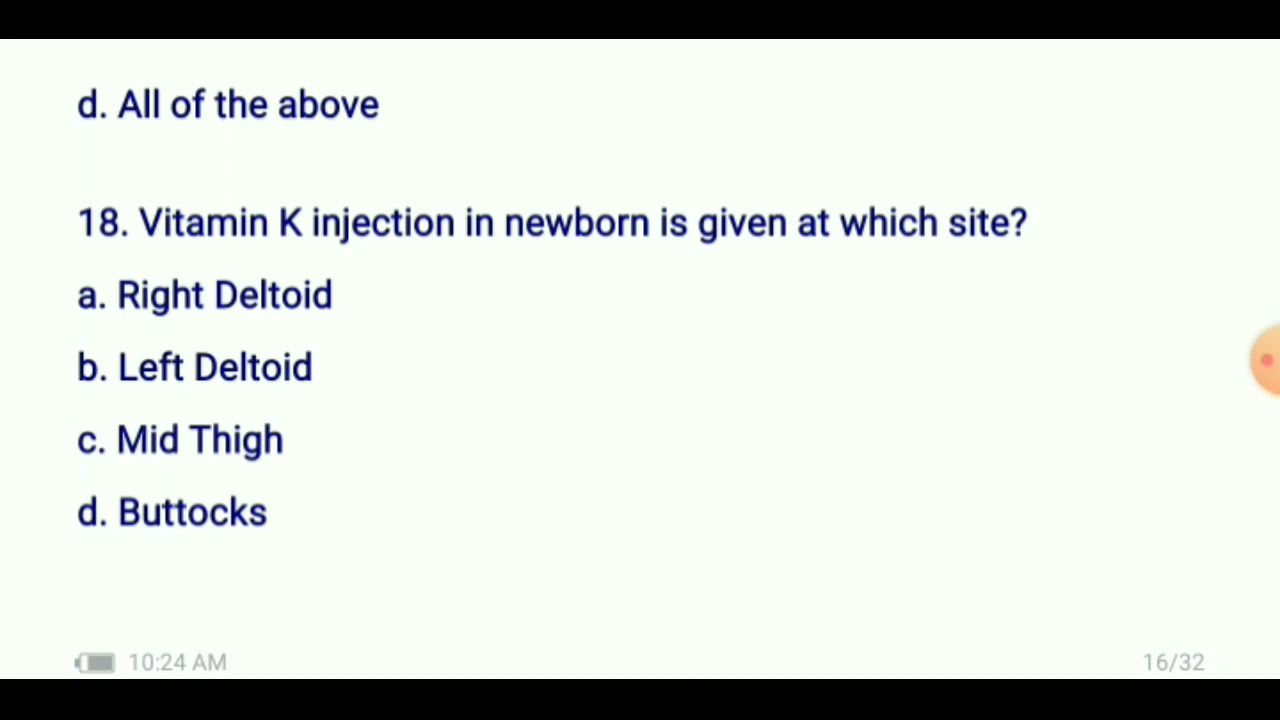 d. All of the above
18. Vitamin K injection in newborn is given at which site?
a. Right Deltoid
b. Left Deltoid
c. Mid Thigh
d. Buttocks
10:24 AM
16/32